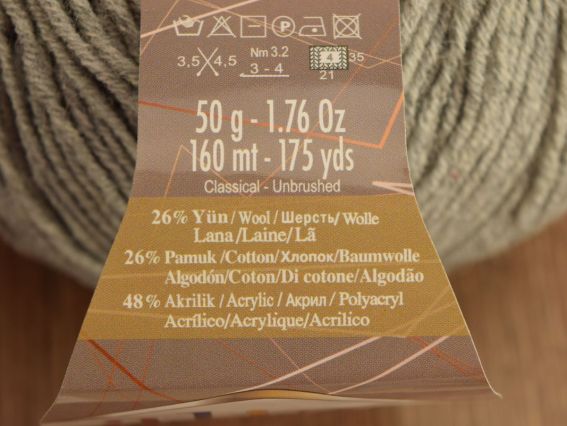 P
3,5 4,5 Nm 3.2 3 - 4 4 35 21
50 g - 1.76 Oz
160 mt - 175 yds
Classical - Unbrushed
26% Yün / Wool / Шерсть/ Wolle
Lana /Laine/ Lã
26% Pamuk /Cotton/Хлопок/Baumwolle
Algodón/Coton/Di cotone/Algodão
48% Akrilik / Acrylic / Акрил / Polyacryl
Acrílico/Acrylique/Acrilico